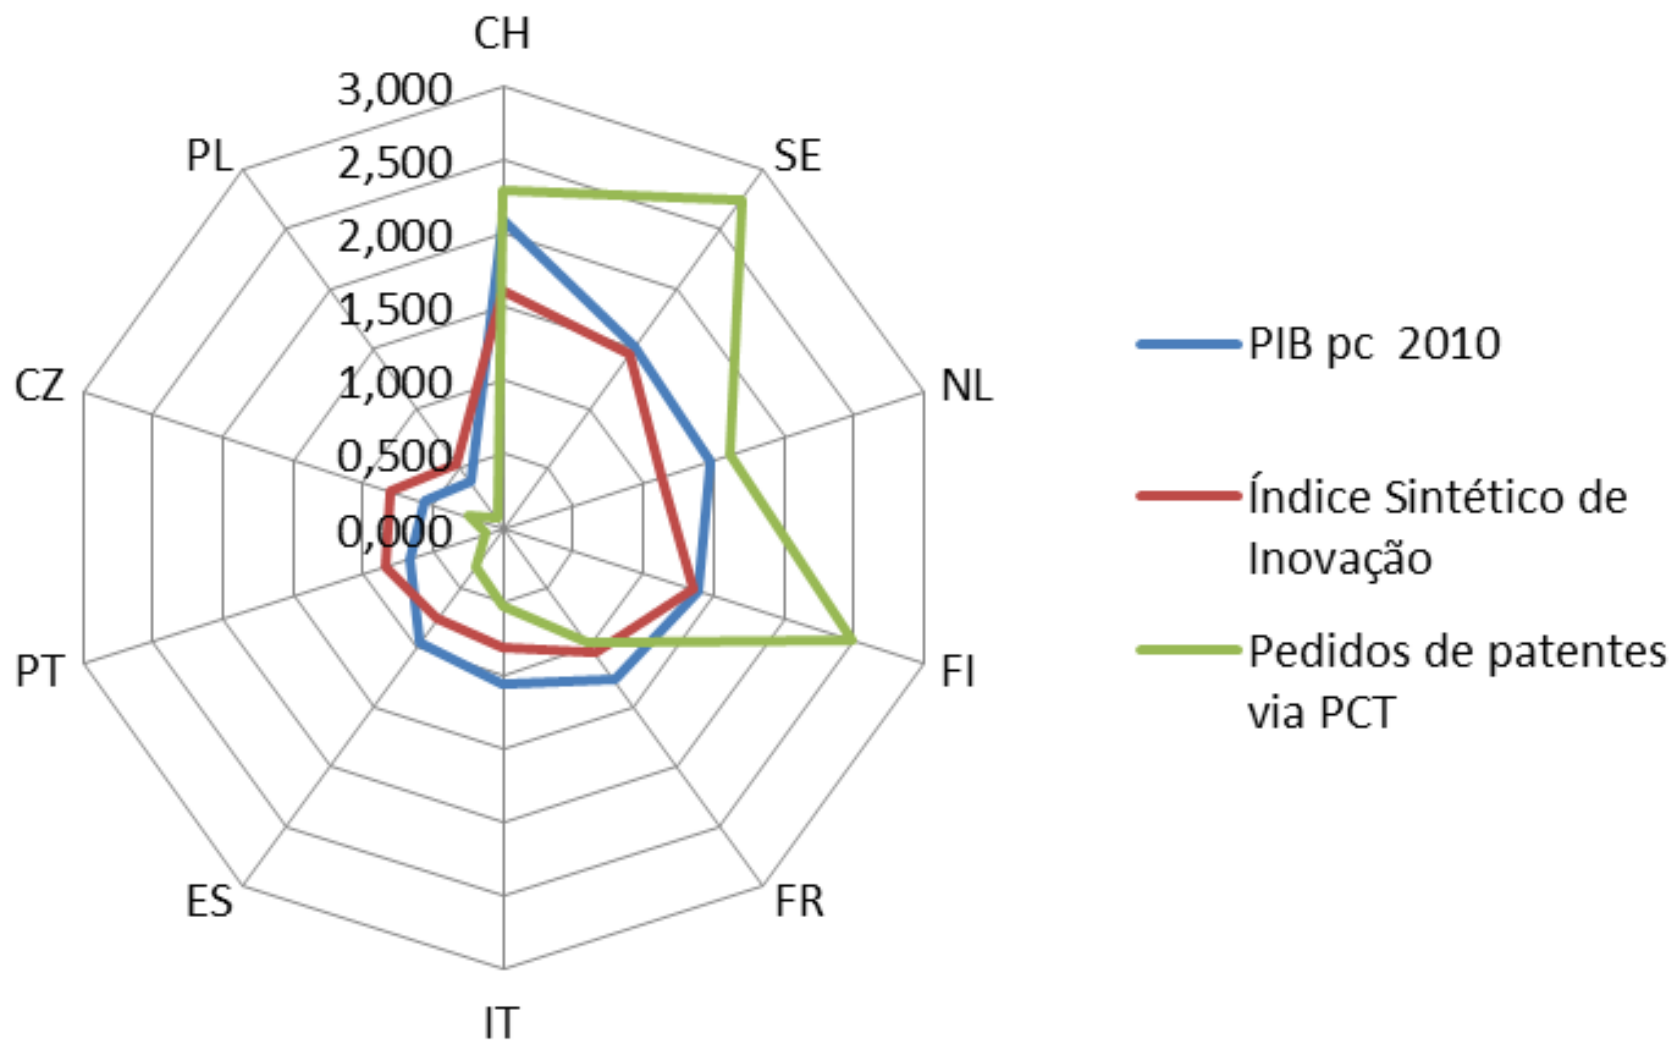 CH
3,000
PL
2,500
SE
2,000
1,500
PIB pc 2010
CZ
1,000
NL
0,500
Índice Sintético de
Inovação
0,000
PT
FI
Pedidos de patentes
via PCT
ES
FR
IT